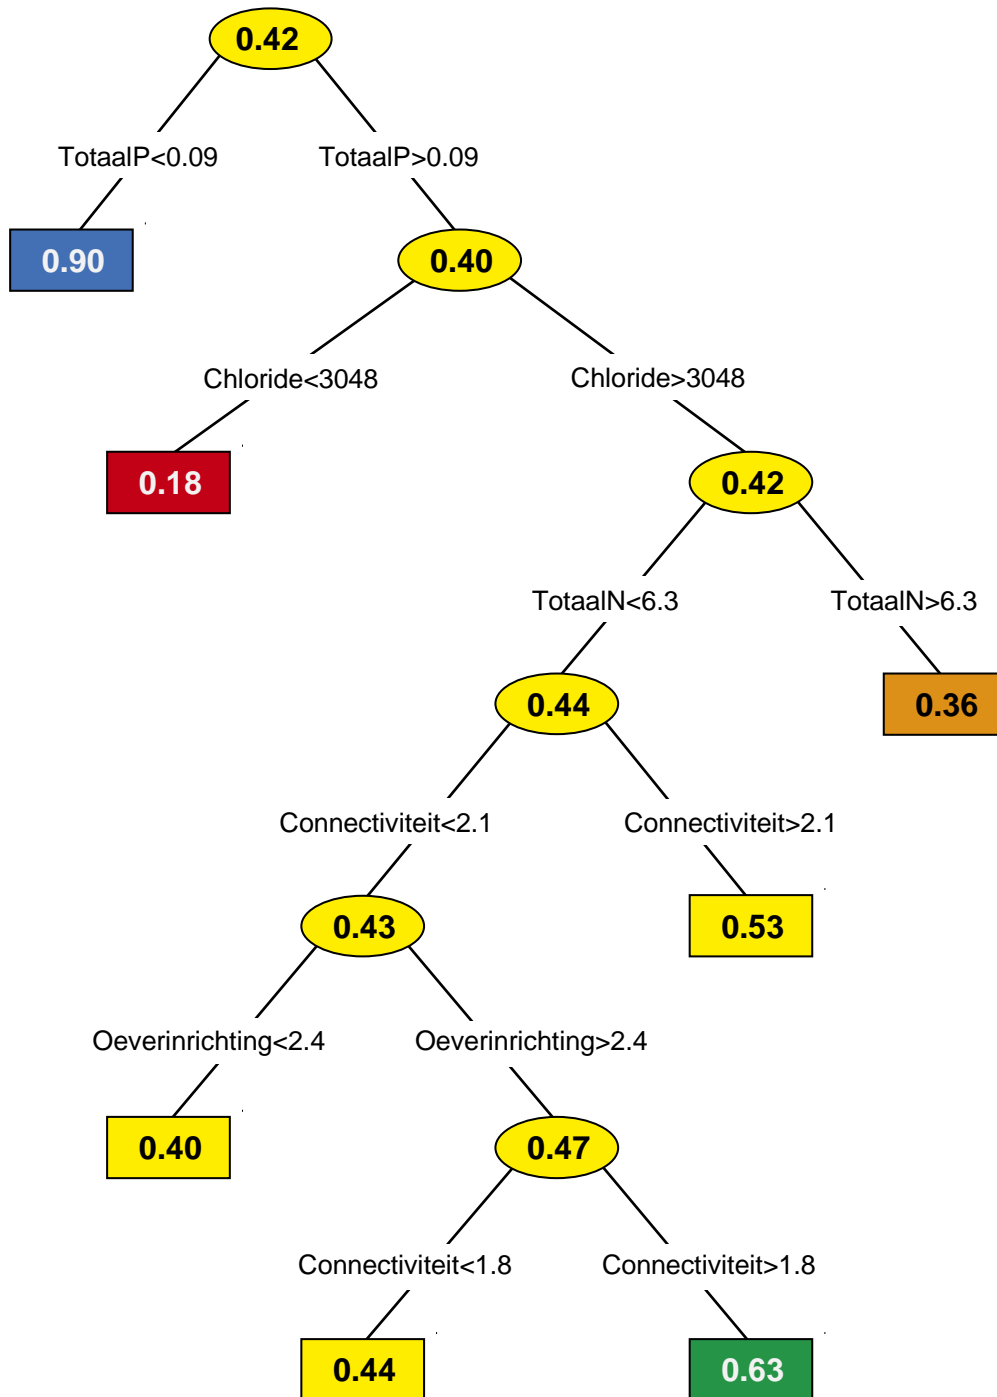 0.42
TotaalP<0.09 TotaalP>0.09
0.90 0.40
Chloride<3048 Chloride>3048
0.18 0.42
TotaalN<6.3 TotaalN>6.3
0.44 0.36
Connectiviteit<2.1 Connectiviteit>2.1
0.43 0.53
Oeverinrichting<2.4 Oeverinrichting>2.4
0.40 0.47
Connectiviteit<1.8 Connectiviteit>1.8
0.44 0.63